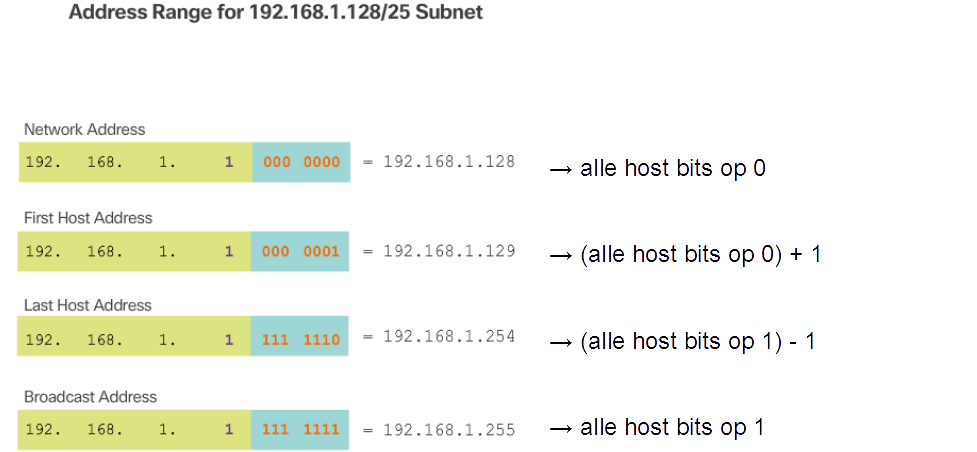 Address Range for 192.168.1.128/25 Subnet
Network Address
192. 168. 1. 1 000 0000 = 192.168.1.128 → alle host bits op 0
First Host Address
192. 168. 1. 1 000 0001 = 192.168.1.129 → (alle host bits op 0) + 1
Last Host Address
192. 168. 1. 1 111 1110 = 192.168.1.254 → (alle host bits op 1) - 1
Broadcast Address
192. 168. 1. 1 111 1111 = 192.168.1.255 → alle host bits op 1